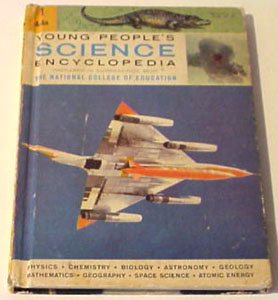 YOUNG PEOPLE'S
SCIENCE
ENCYCLOPEDIA
THE NATIONAL COLLEGE OF EDUCATION
PHYSICS • CHEMISTRY • BIOLOGY • ASTRONOMY • GEOLOGY
MATHEMATICS • GEOGRAPHY • SPACE SCIENCE • ATOMIC ENERGY